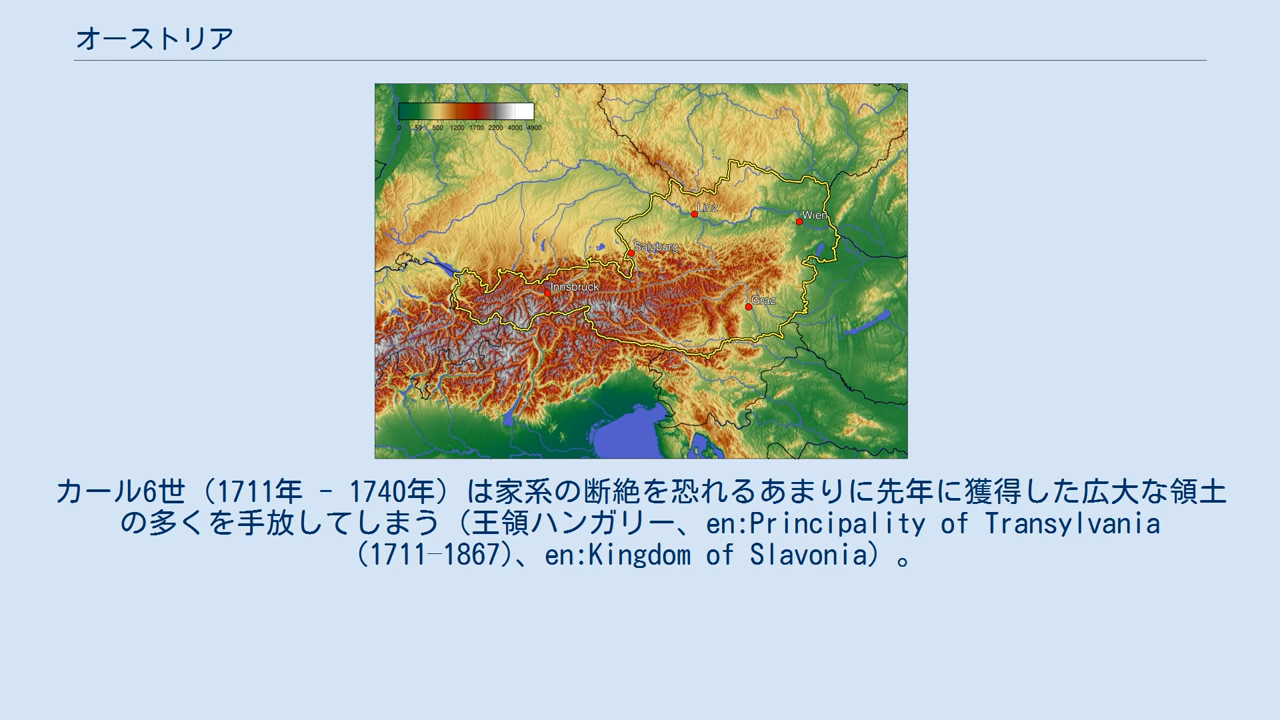 オーストリア
0 50 500 1200 1700 2200 4000 4900
Linz
Wien
Salzburg
Innsbruck
Graz
カール6世（1711年 - 1740年）は家系の断絶を恐れるあまりに先年に獲得した広大な領土
の多くを手放してしまう（王領ハンガリー、en:Principality of Transylvania
(1711–1867)、en:Kingdom of Slavonia）。